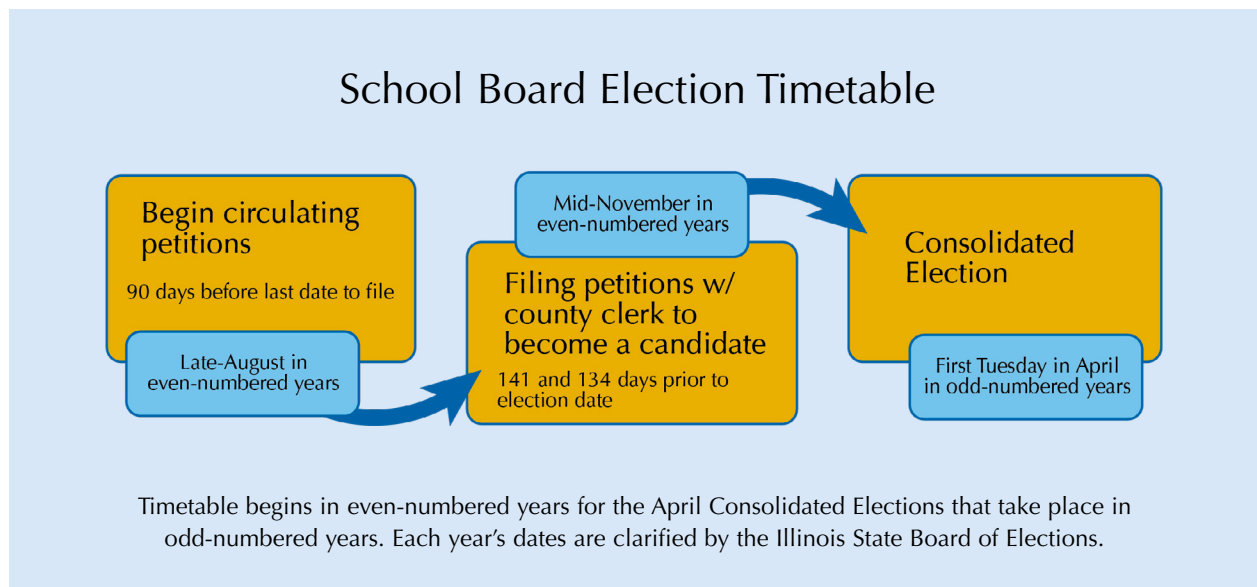 School Board Election Timetable
Begin circulating
petitions
90 days before last date to file
Late-August in
even-numbered years
Mid-November in
even-numbered years
Filing petitions w/
county clerk to
become a candidate
141 and 134 days prior to
election date
Consolidated
Election
First Tuesday in April
in odd-numbered years
Timetable begins in even-numbered years for the April Consolidated Elections that take place in
odd-numbered years. Each year’s dates are clarified by the Illinois State Board of Elections.